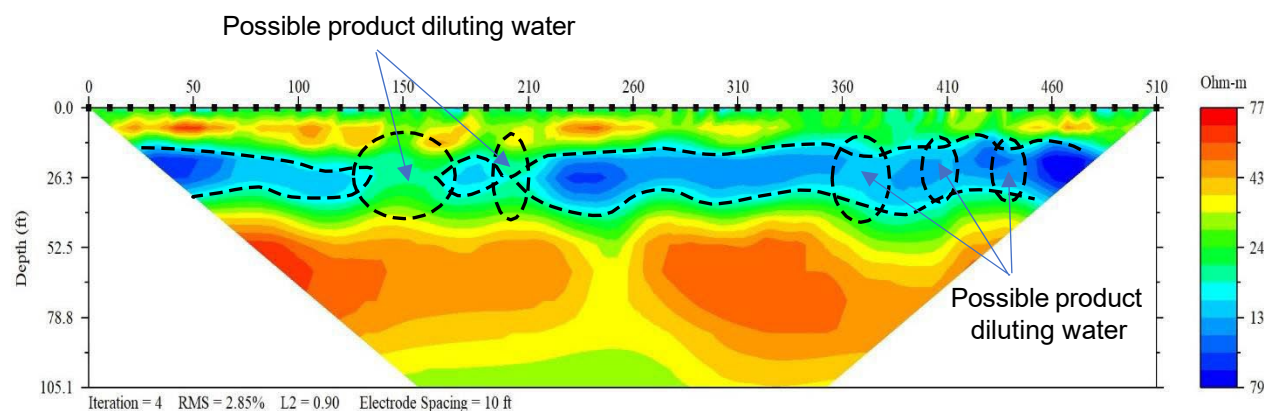 Possible product diluting water
0 50 100 150 210 260 310 360 410 460 510
Ohm-m
0.0
26.3
52.5
78.8
105.1
Depth (ft)
77
43
24
13
79
Possible product
diluting water
Iteration = 4 RMS = 2.85% L2 = 0.90 Electrode Spacing = 10 ft